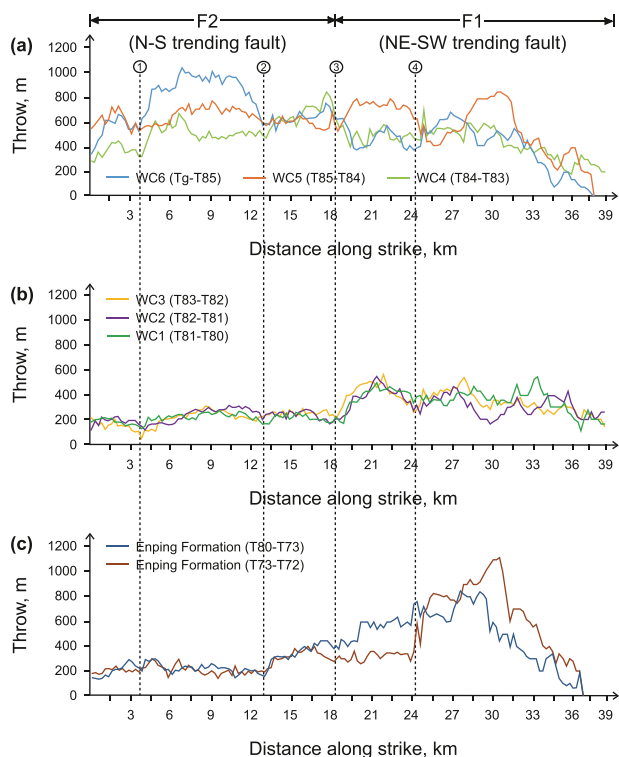 F2 F1
(a) (N-S trending fault) (NE-SW trending fault)
1200
1000
800
600
400
200
0
Throw, m
1 2 3 4
WC6 (Tg-T85) WC5 (T85-T84) WC4 (T84-T83)
3 6 9 12 15 18 21 24 27 30 33 36 39
Distance along strike, km
(b)
1200
1000
800
600
400
200
0
Throw, m
WC3 (T83-T82)
WC2 (T82-T81)
WC1 (T81-T80)
3 6 9 12 15 18 21 24 27 30 33 36 39
Distance along strike, km
(c)
1200
1000
800
600
400
200
0
Throw, m
Enping Formation (T80-T73)
Enping Formation (T73-T72)
3 6 9 12 15 18 21 24 27 30 33 36 39
Distance along strike, km